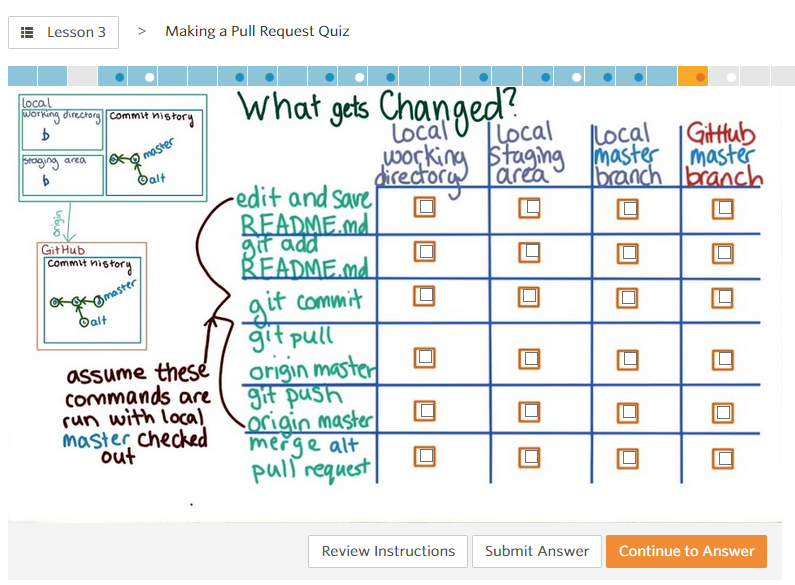 Lesson 3 > Making a Pull Request Quiz
What gets Changed?
local
working directory
b
staging area
b
Commit history
master
alt
origin
GitHub
Commit history
master
alt
assume these
commands are
run with local
master checked
out
Local
working
directory
Local
Staging
area
Local
master
branch
GitHub
master
branch
edit and save
README.md
git add
README.md
git commit
git pull
origin master
git push
origin master
merge alt
pull request
Review Instructions
Submit Answer
Continue to Answer